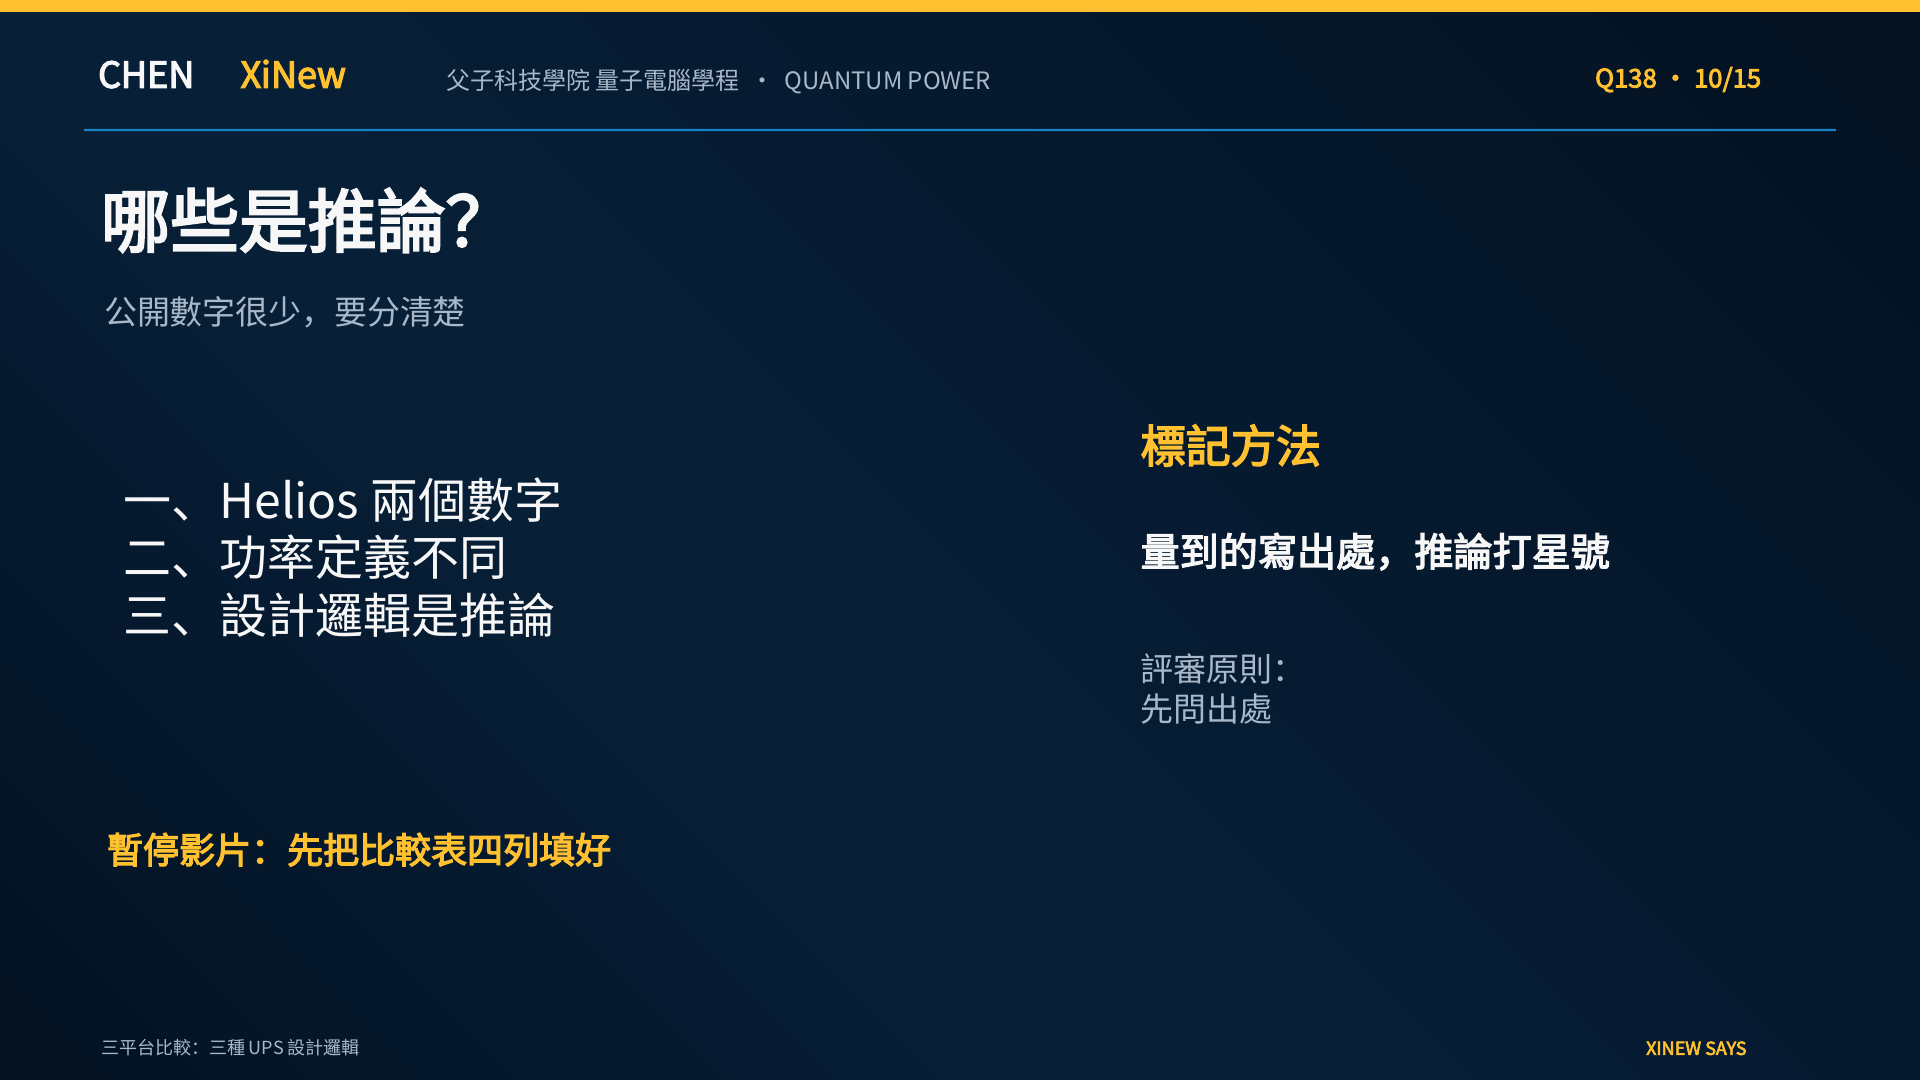 CHEN XiNew 父子科技學院 量子電腦學程 · QUANTUM POWER Q138 · 10/15
哪些是推論？
公開數字很少，要分清楚
一、Helios 兩個數字
二、功率定義不同
三、設計邏輯是推論
暫停影片：先把比較表四列填好
標記方法
量到的寫出處，推論打星號
評審原則：
先問出處
三平台比較：三種 UPS 設計邏輯
XINEW SAYS